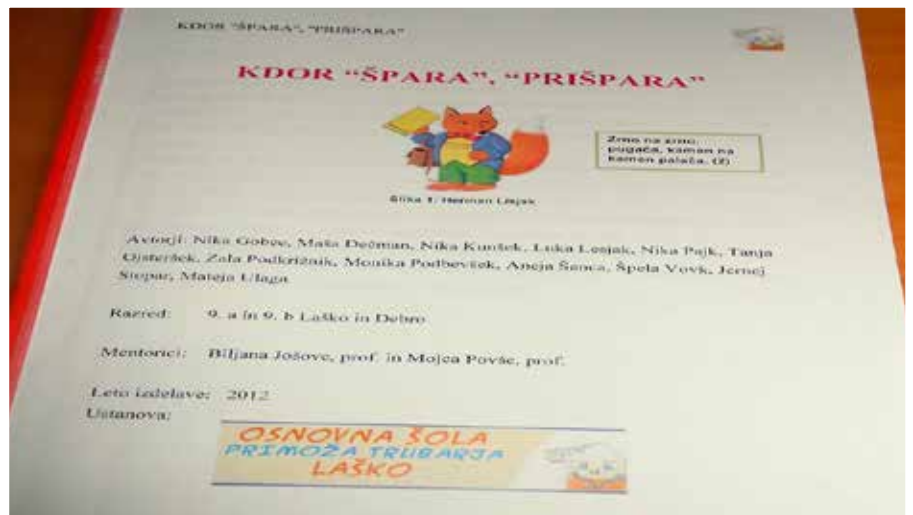 KDOR "ŠPARA", "PRIŠPARA"
KDOR "ŠPARA", "PRIŠPARA"
Zrno na zrno
pogača, kamen na
kamen palača. (2)
Slika 1: Herman Lisjak
Avtorji: Nika Gobec, Maša Dečman, Nika Kunšek, Luka Lesjak, Nika Pajk, Tanja
Ojsteršek, Zala Podkrižnik, Monika Podbevšek, Aneja Šanca, Špela Vovk, Jernej
Stopar, Mateja Ulaga
Razred: 9. a in 9. b Laško in Debro
Mentorici: Biljana Jošovc, prof. in Mojca Povše, prof.
Leto izdelave: 2012
Ustanova:
OSNOVNA ŠOLA
PRIMOŽA TRUBARJA
LAŠKO